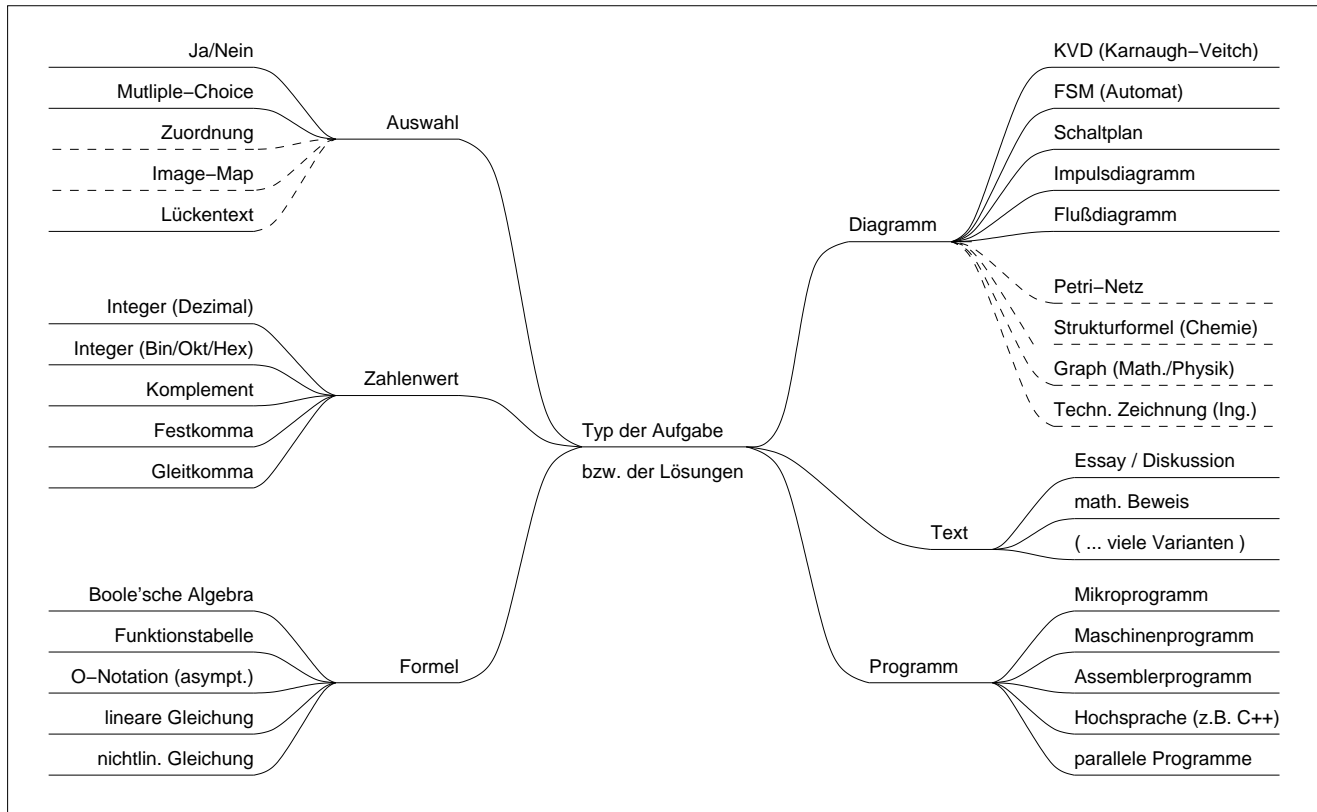 Ja/Nein
Mutliple−Choice
Zuordnung
Image−Map
Lückentext
Auswahl
Integer (Dezimal)
Integer (Bin/Okt/Hex)
Komplement
Festkomma
Gleitkomma
Zahlenwert
Boole'sche Algebra
Funktionstabelle
O−Notation (asympt.)
lineare Gleichung
nichtlin. Gleichung
Formel
Typ der Aufgabe
bzw. der Lösungen
Diagramm
KVD (Karnaugh−Veitch)
FSM (Automat)
Schaltplan
Impulsdiagramm
Flußdiagramm
Petri−Netz
Strukturformel (Chemie)
Graph (Math./Physik)
Techn. Zeichnung (Ing.)
Text
Essay / Diskussion
math. Beweis
( ... viele Varianten )
Programm
Mikroprogramm
Maschinenprogramm
Assemblerprogramm
Hochsprache (z.B. C++)
parallele Programme